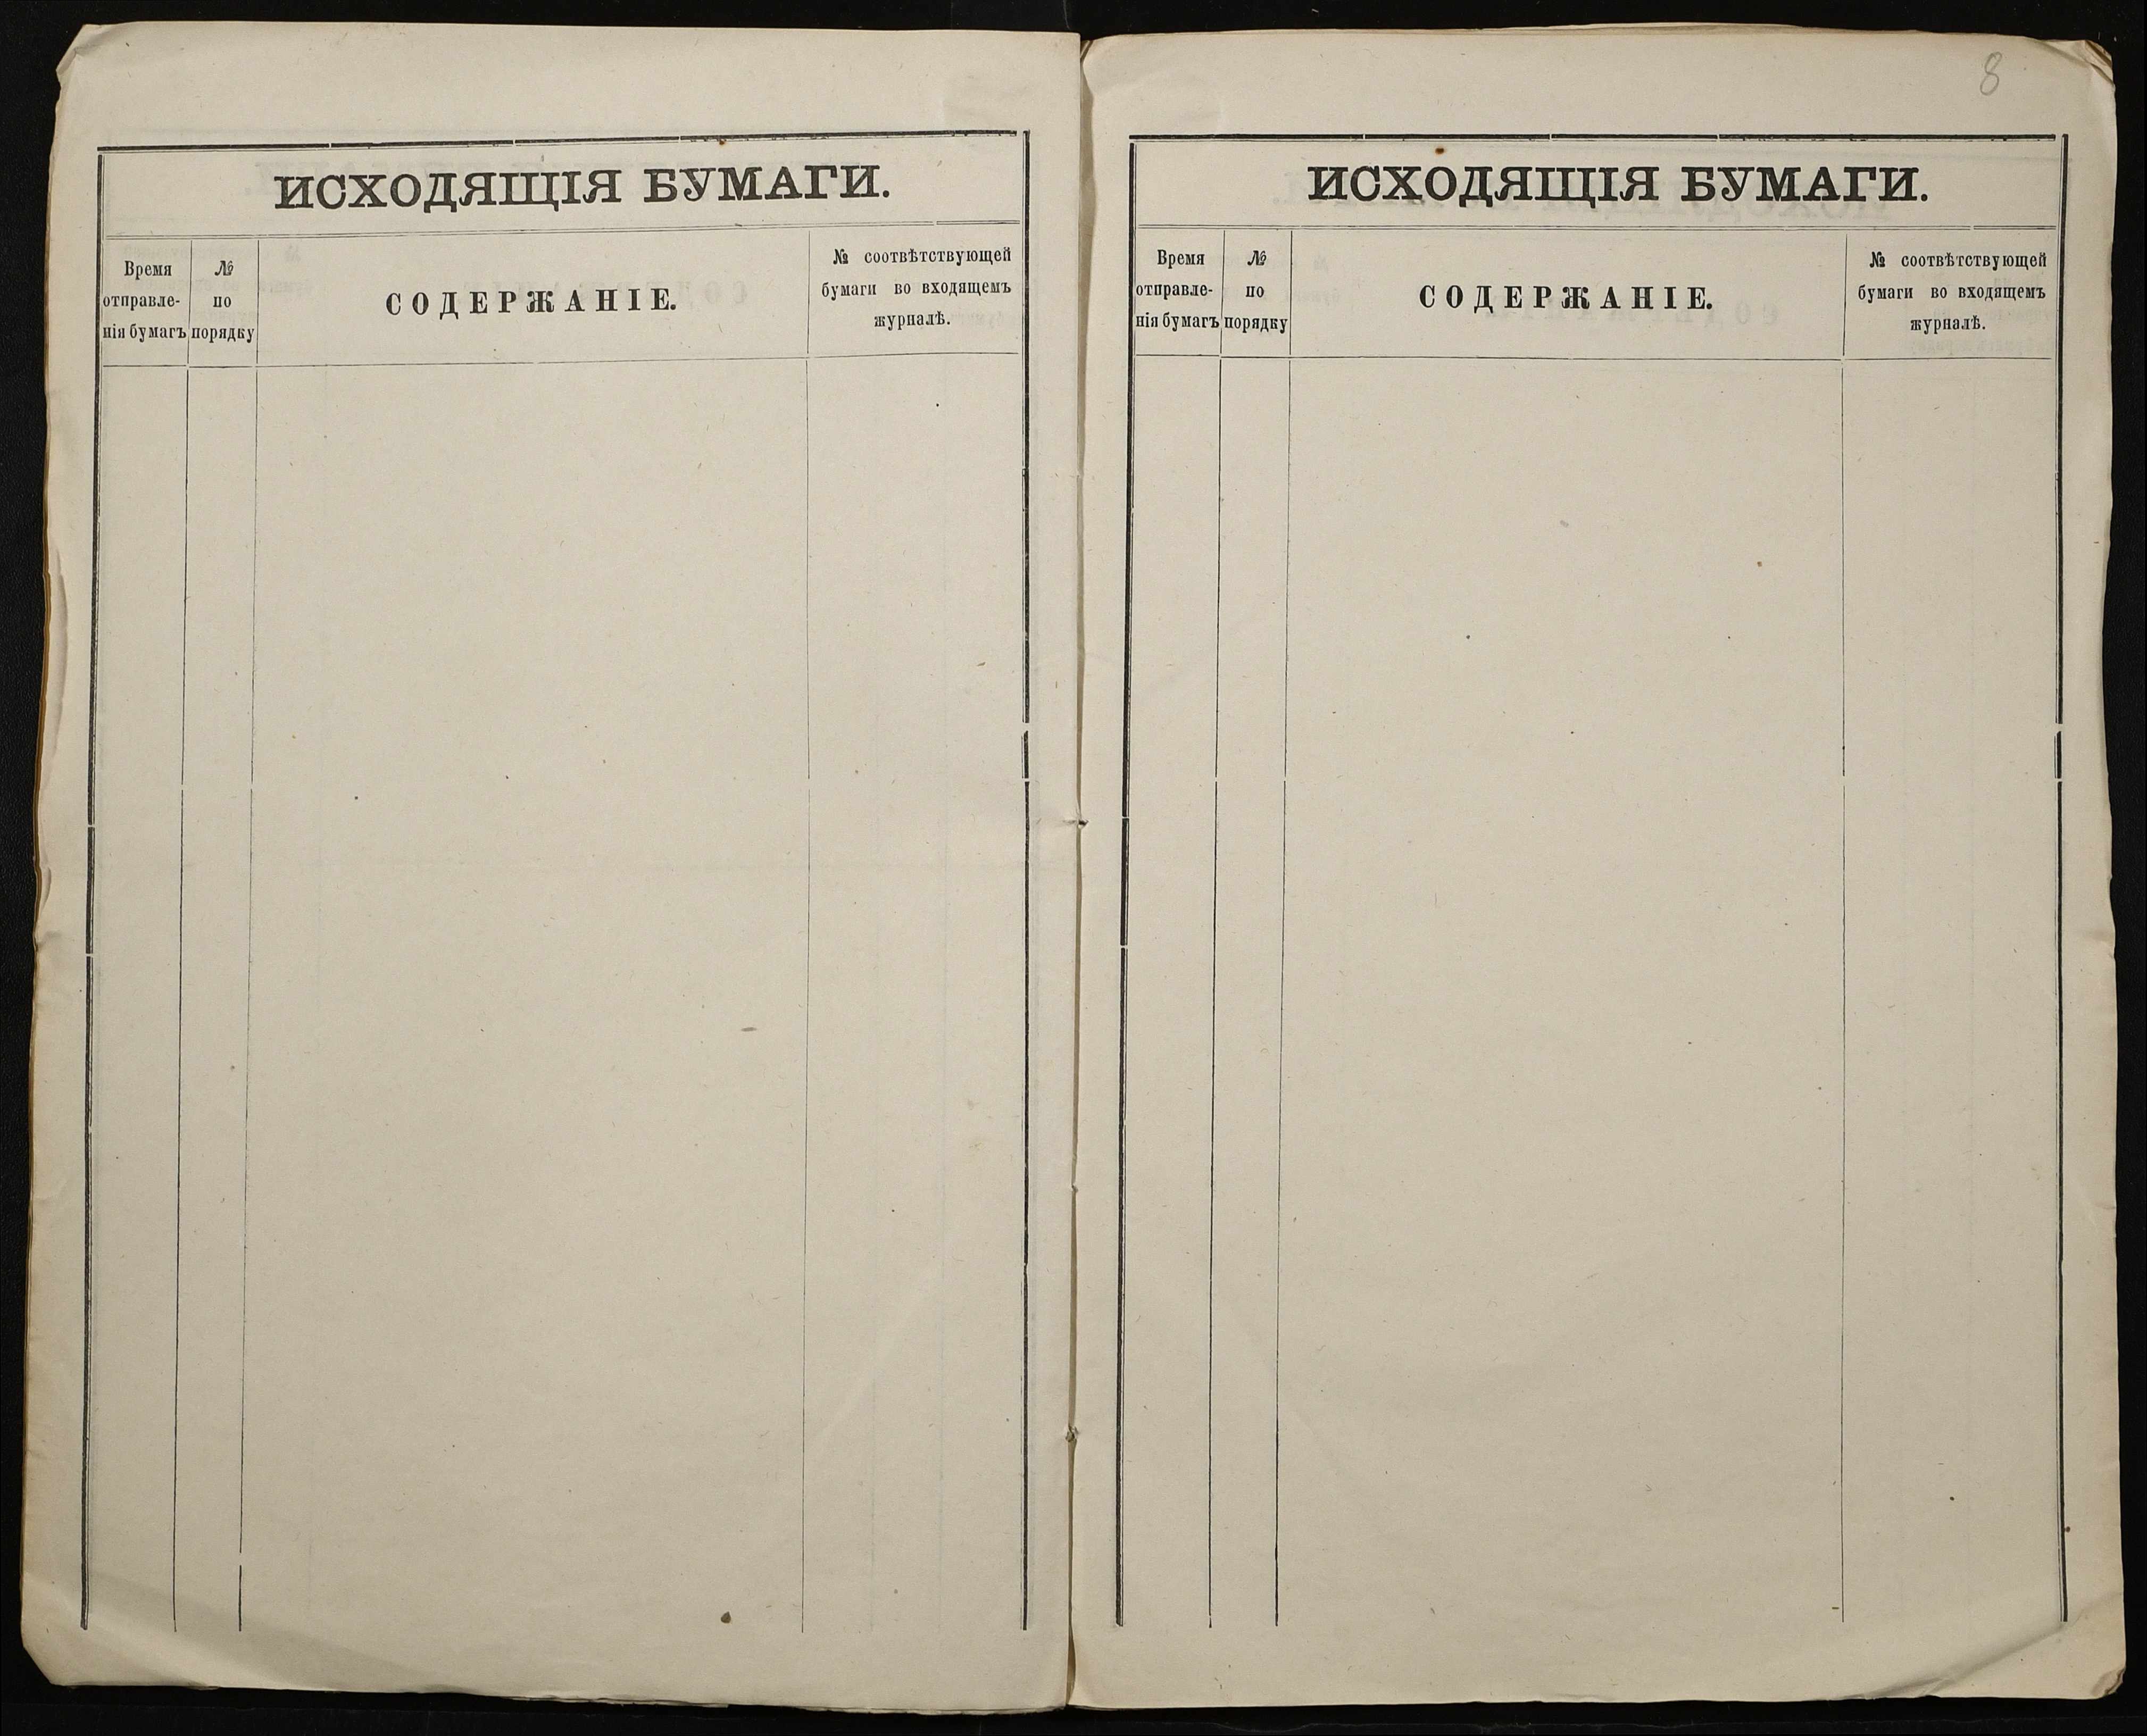 ИСХОДЯЩІЯ БУМАГИ.
Время
отправле-
нія бумагъ
№
по
порядку
СОДЕРЖАНІЕ.
№ соотвѣтствующей
бумаги во входящемъ
журналѣ.
8
ИСХОДЯЩІЯ БУМАГИ.
Время
отправле-
нія бумагъ
№
по
порядку
СОДЕРЖАНІЕ.
№ соотвѣтствующей
бумаги во входящемъ
журналѣ.